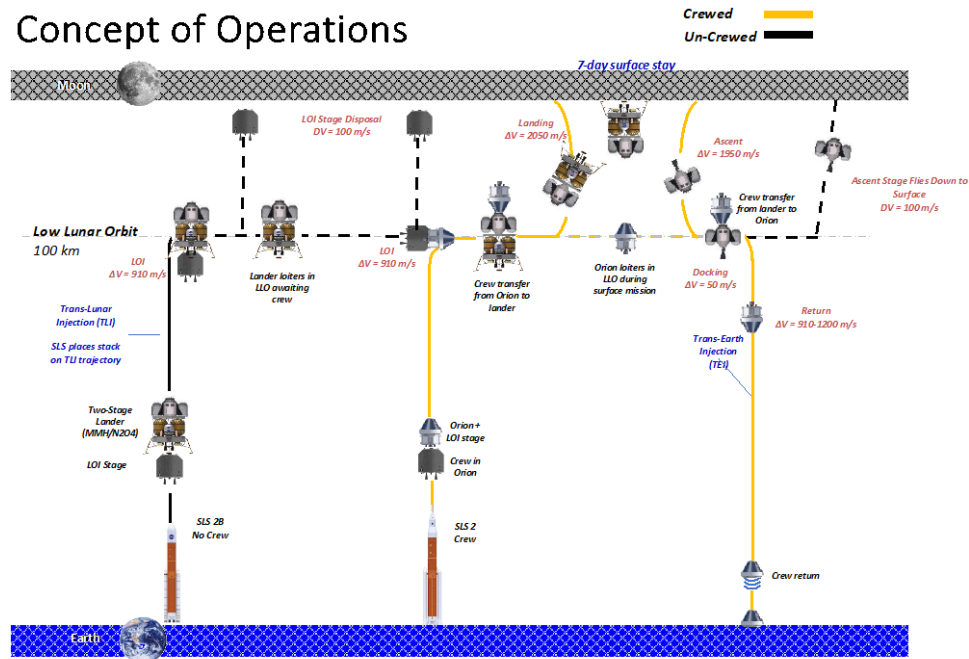 Concept of Operations
Crewed
Un-Crewed
Moon
7-day surface stay
LOI Stage Disposal
DV = 100 m/s
Landing
ΔV = 2050 m/s
Ascent
ΔV = 1950 m/s
Ascent Stage Flies Down to
Surface
DV = 100 m/s
Low Lunar Orbit
100 km
LOI
ΔV = 910 m/s
Lander loiters in
LLO awaiting
crew
LOI
ΔV = 910 m/s
Crew transfer
from Orion to
lander
Orion loiters in
LLO during
surface mission
Crew transfer
from lander to
Orion
Docking
ΔV = 50 m/s
Return
ΔV = 910-1200 m/s
Trans-Lunar
Injection (TLI)
SLS places stack
on TLI trajectory
Trans-Earth
Injection
(TEI)
Two-Stage
Lander
(MMH/N2O4)
LOI Stage
Orion +
LOI stage
Crew in
Orion
SLS 2B
No Crew
SLS 2
Crew
Crew return
Earth